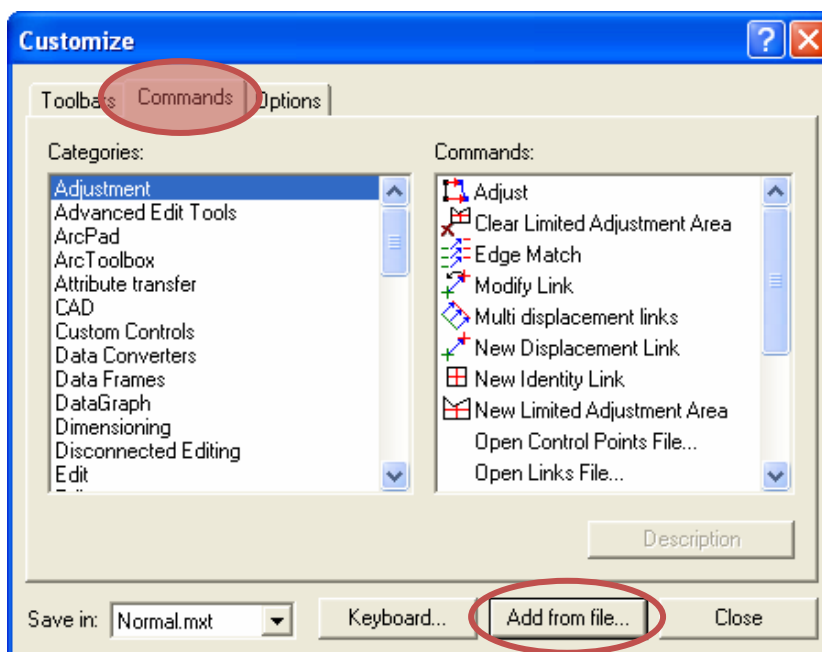 Customize
Toolbars Commands Options
Categories:
Adjustment
Advanced Edit Tools
ArcPad
ArcToolbox
Attribute transfer
CAD
Custom Controls
Data Converters
Data Frames
DataGraph
Dimensioning
Disconnected Editing
Edit
Commands:
Adjust
Clear Limited Adjustment Area
Edge Match
Modify Link
Multi displacement links
New Displacement Link
New Identity Link
New Limited Adjustment Area
Open Control Points File...
Open Links File...
Description
Save in: Normal.mxt Keyboard... Add from file... Close